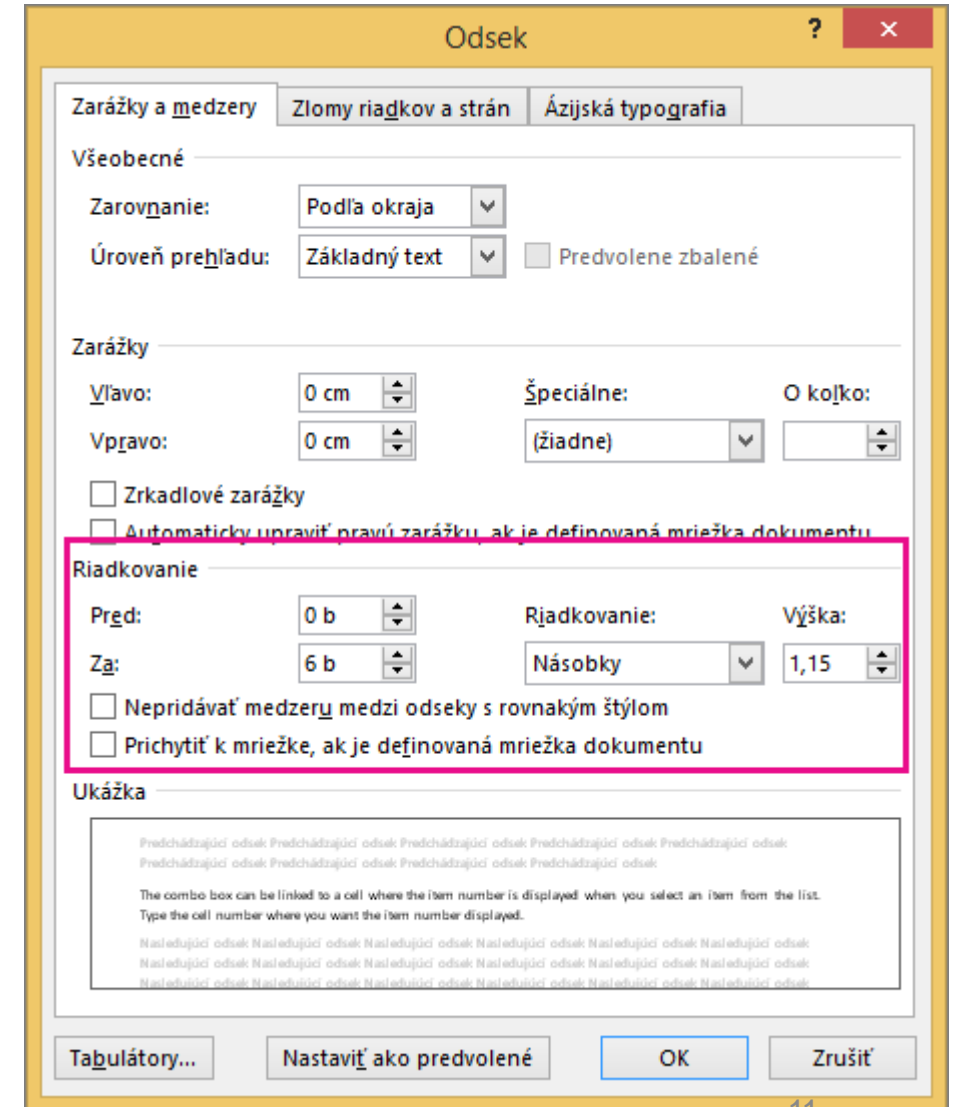 Odsek ? ×
Zarážky a medzery Zlomy riadkov a strán Ázijská typografia
Všeobecné
Zarovnanie: Podľa okraja
Úroveň prehľadu: Základný text Predvolene zbalené
Zarážky
Vľavo: 0 cm Špeciálne: O koľko:
Vpravo: 0 cm (žiadne)
Zrkadlové zarážky
Automaticky upraviť pravú zarážku, ak je definovaná mriežka dokumentu
Riadkovanie
Pred: 0 b Riadkovanie: Výška:
Za: 6 b Násobky 1,15
Nepridávať medzeru medzi odseky s rovnakým štýlom
Prichytiť k mriežke, ak je definovaná mriežka dokumentu
Ukážka
Predchádzajúci odsek Predchádzajúci odsek Predchádzajúci odsek Predchádzajúci odsek Predchádzajúci odsek
Predchádzajúci odsek Predchádzajúci odsek Predchádzajúci odsek Predchádzajúci odsek
The combo box can be linked to a cell where the item number is displayed when you select an item from the list.
Type the cell number where you want the item number displayed.
Nasledujúci odsek Nasledujúci odsek Nasledujúci odsek Nasledujúci odsek Nasledujúci odsek Nasledujúci odsek
Nasledujúci odsek Nasledujúci odsek Nasledujúci odsek Nasledujúci odsek Nasledujúci odsek Nasledujúci odsek
Nasledujúci odsek Nasledujúci odsek Nasledujúci odsek Nasledujúci odsek Nasledujúci odsek Nasledujúci odsek
Tabulátory... Nastaviť ako predvolené OK Zrušiť